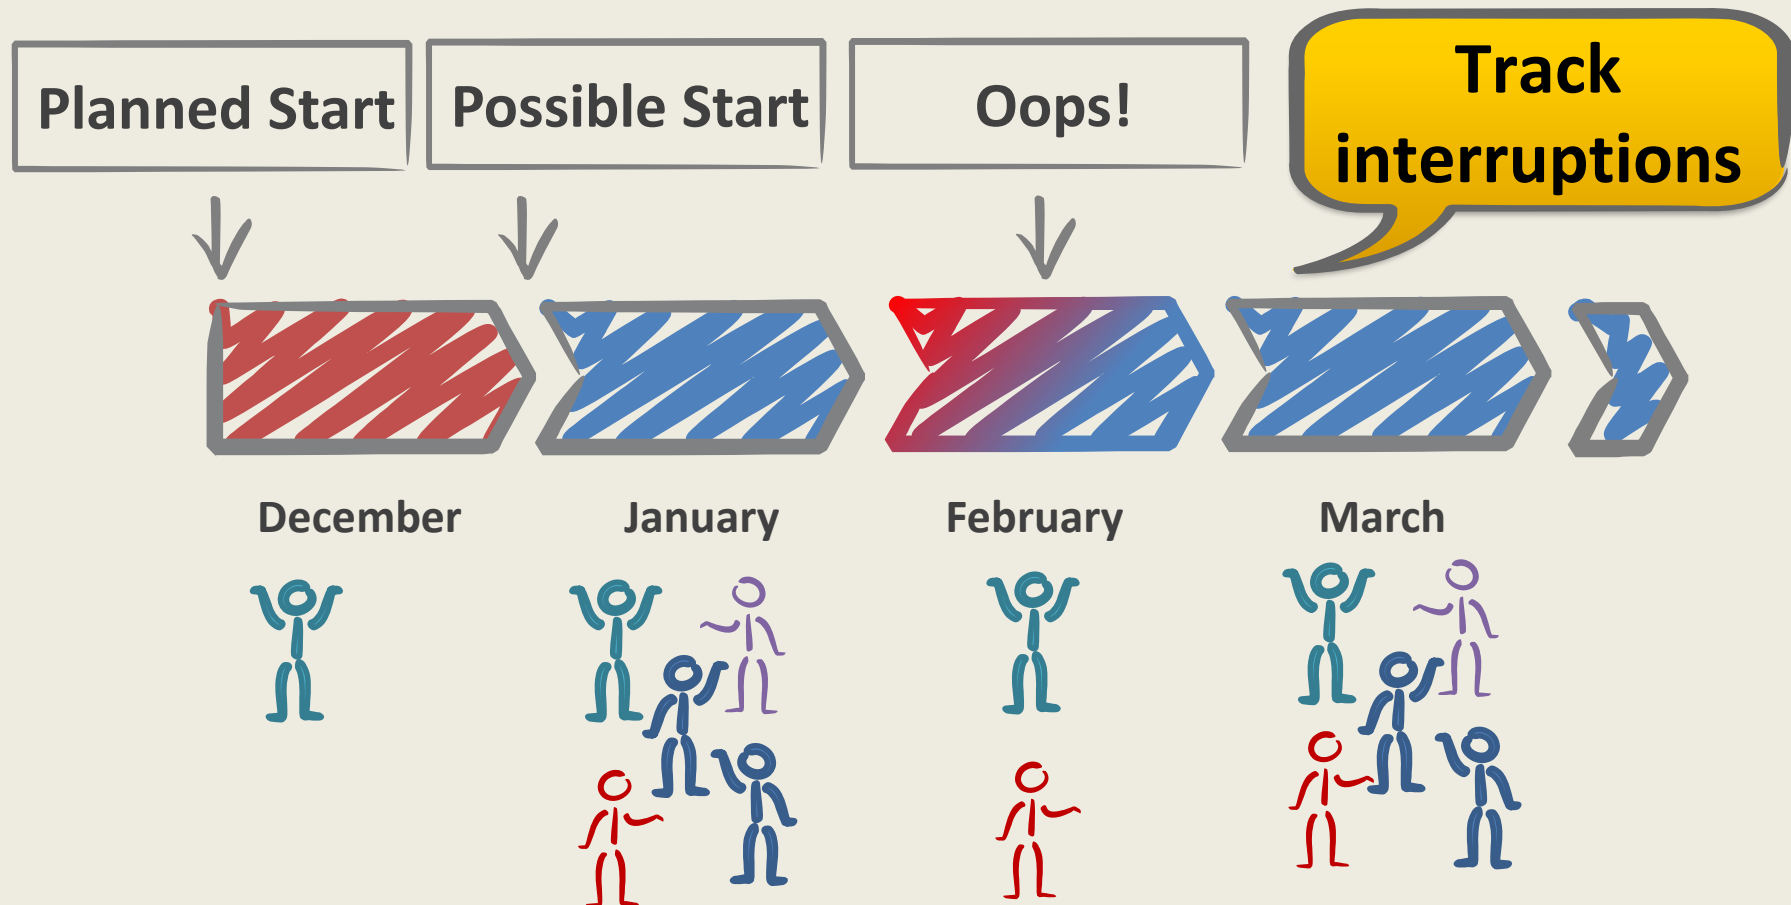 Planned Start
Possible Start
Oops!
Track
interruptions
December
January
February
March